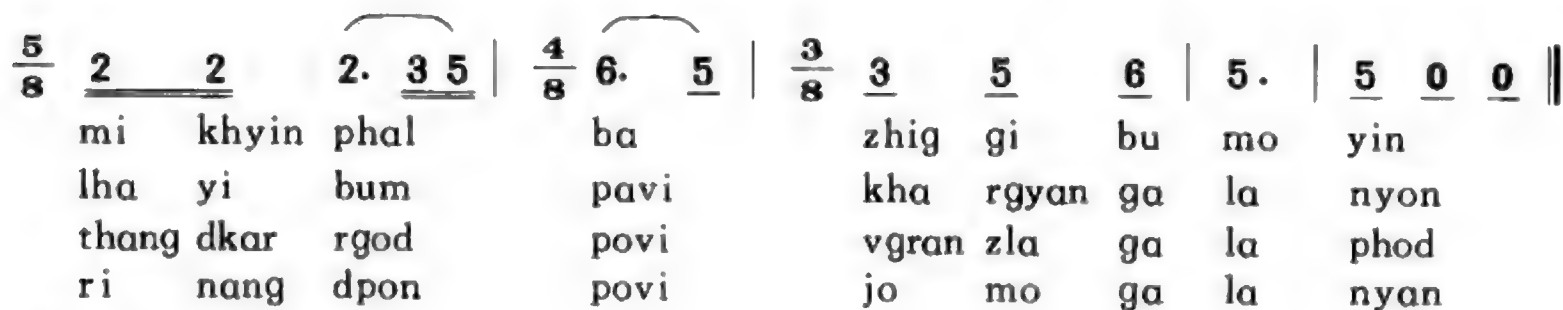 5/8 2 2 2. 3 5 | 4/8 6. 5 | 3/8 3 5 6 | 5. | 5 0 0 ‖
mi khyin phal ba zhig gi bu mo yin
lha yi bum pavi kha rgyan ga la nyon
thang dkar rgod povi vgran zla ga la phod
ri nang dpon povi jo mo ga la nyan